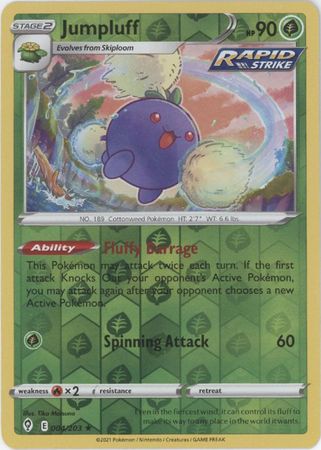 STAGE 2
Jumpluff
HP 90
Evolves from Skiploom
RAPID
STRIKE
NO. 189 Cottonweed Pokémon HT: 2'7" WT: 6.6 lbs.
Ability Fluffy Barrage
This Pokémon may attack twice each turn. If the first
attack Knocks Out your opponent's Active Pokémon,
you may attack again after your opponent chooses a new
Active Pokémon.
Spinning Attack 60
weakness ×2 resistance retreat
Illus. Tika Matsuno
E 004/203 ★
Even in the fiercest wind, it can control its fluff to
make its way to any place in the world it wants.
©2021 Pokémon / Nintendo / Creatures / GAME FREAK